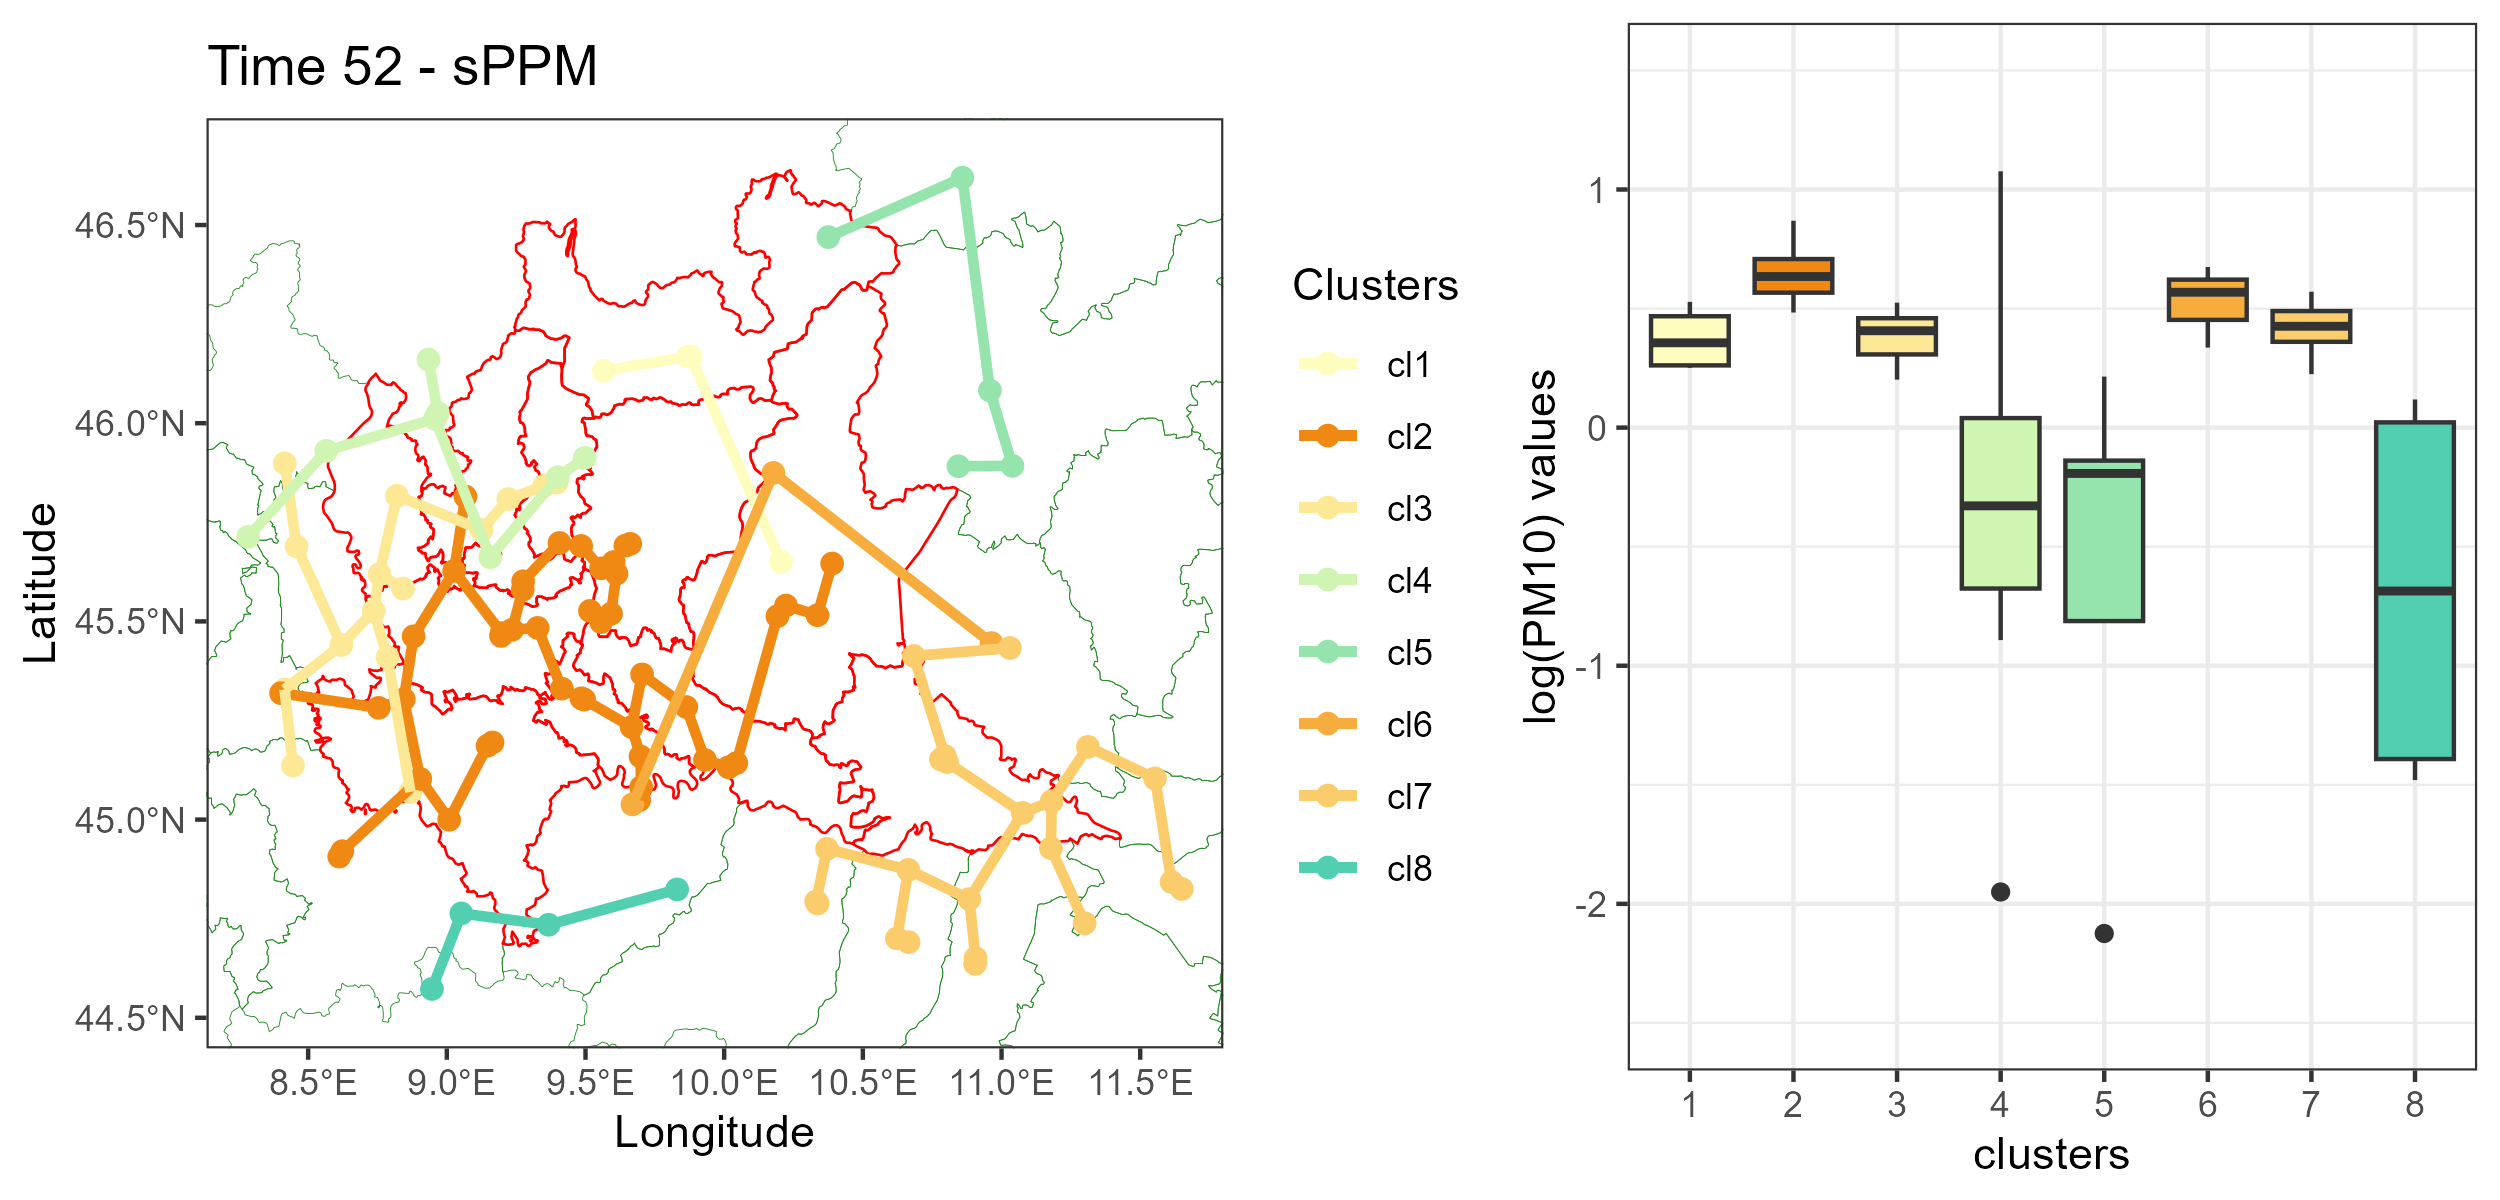 Time 52 - sPPM
Latitude
46.5°N
46.0°N
45.5°N
45.0°N
44.5°N
8.5°E 9.0°E 9.5°E 10.0°E 10.5°E 11.0°E 11.5°E
Longitude
Clusters
cl1
cl2
cl3
cl4
cl5
cl6
cl7
cl8
log(PM10) values
1
0
-1
-2
1 2 3 4 5 6 7 8
clusters